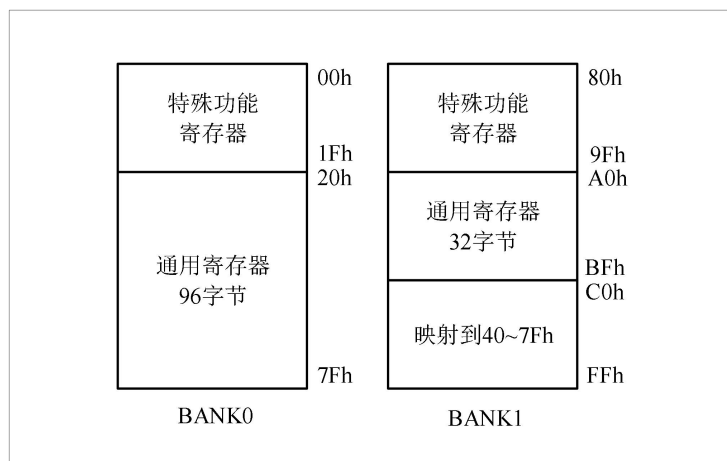 00h
特殊功能
寄存器
1Fh
20h
通用寄存器
96字节
7Fh
BANK0
80h
特殊功能
寄存器
9Fh
A0h
通用寄存器
32字节
BFh
C0h
映射到40~7Fh
FFh
BANK1